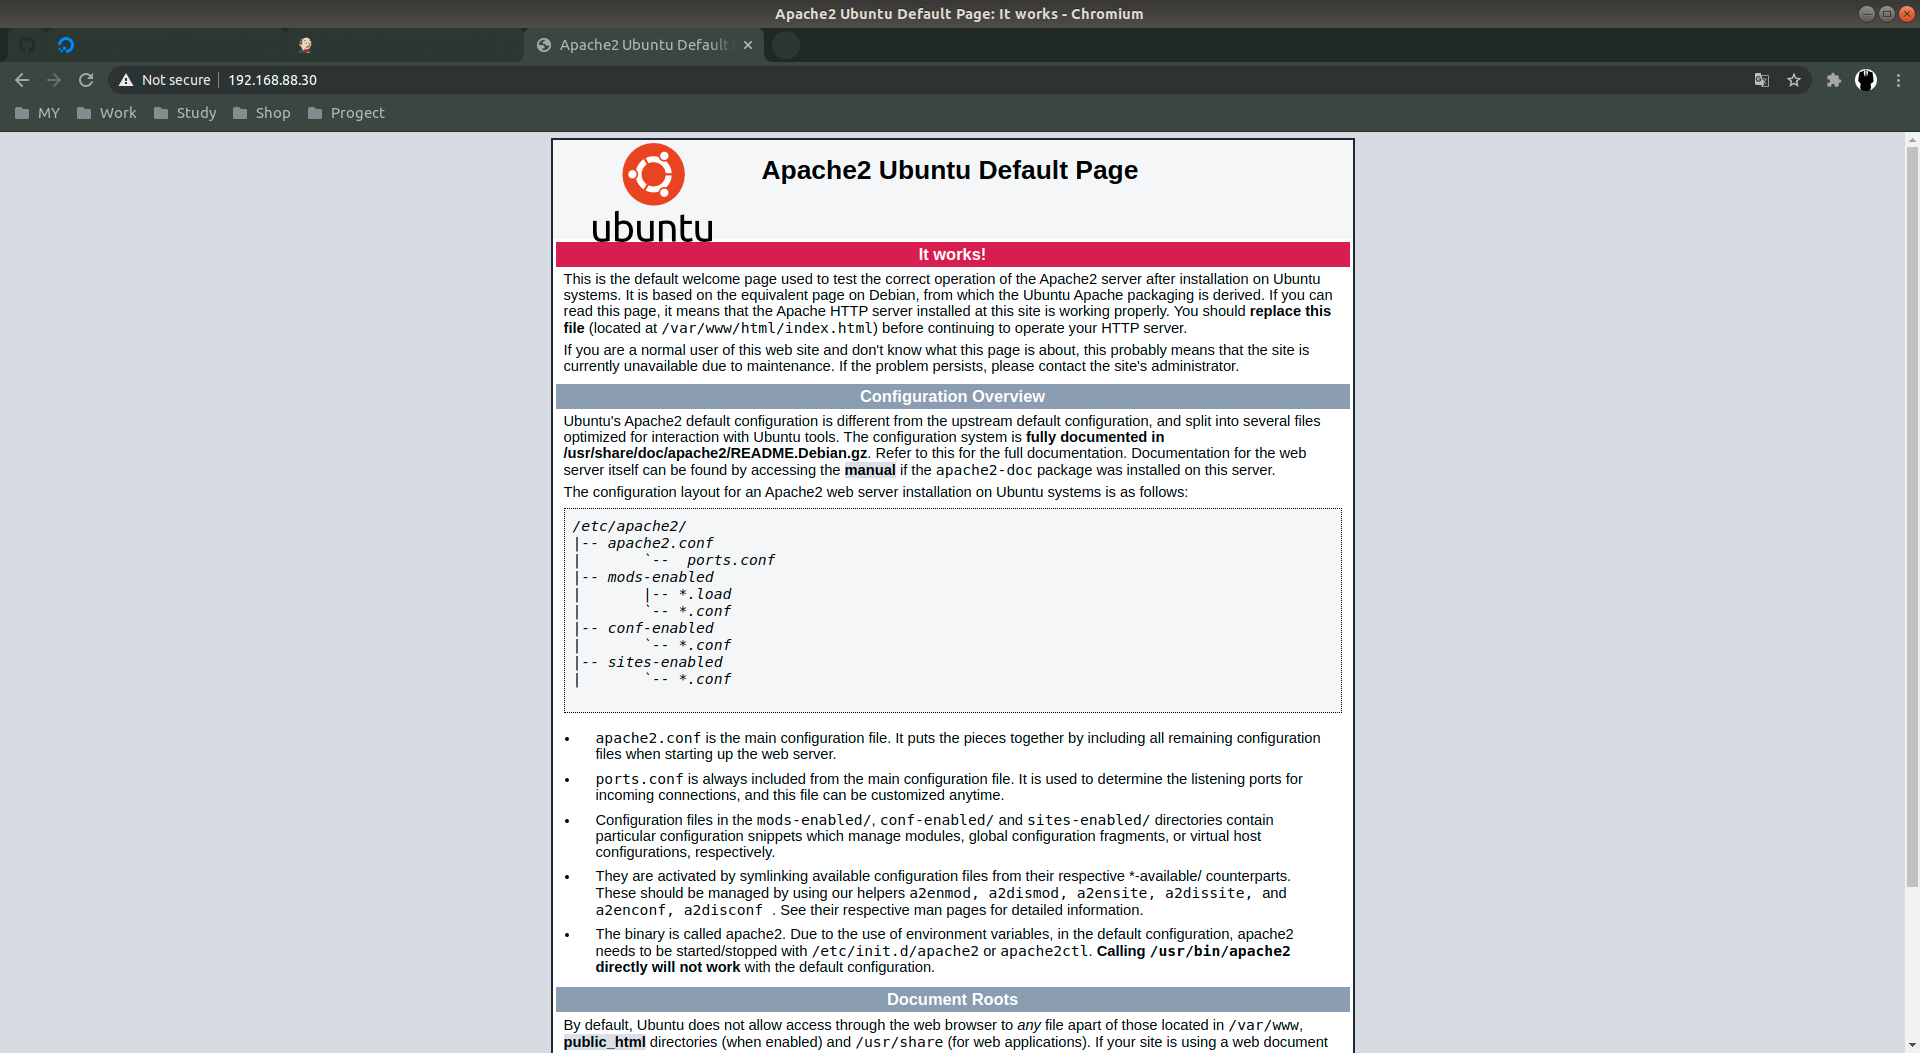 Apache2 Ubuntu Default Page: It works - Chromium
Apache2 Ubuntu Default
Not secure 192.168.88.30
MY Work Study Shop Progect
Apache2 Ubuntu Default Page
ubuntu
It works!
This is the default welcome page used to test the correct operation of the Apache2 server after installation on Ubuntu
systems. It is based on the equivalent page on Debian, from which the Ubuntu Apache packaging is derived. If you can
read this page, it means that the Apache HTTP server installed at this site is working properly. You should replace this
file (located at /var/www/html/index.html) before continuing to operate your HTTP server.
If you are a normal user of this web site and don't know what this page is about, this probably means that the site is
currently unavailable due to maintenance. If the problem persists, please contact the site's administrator.
Configuration Overview
Ubuntu's Apache2 default configuration is different from the upstream default configuration, and split into several files
optimized for interaction with Ubuntu tools. The configuration system is fully documented in
/usr/share/doc/apache2/README.Debian.gz. Refer to this for the full documentation. Documentation for the web
server itself can be found by accessing the manual if the apache2-doc package was installed on this server.
The configuration layout for an Apache2 web server installation on Ubuntu systems is as follows:
/etc/apache2/
|-- apache2.conf
|       `--  ports.conf
|-- mods-enabled
|       |-- *.load
|       `-- *.conf
|-- conf-enabled
|       `-- *.conf
|-- sites-enabled
|       `-- *.conf
• apache2.conf is the main configuration file. It puts the pieces together by including all remaining configuration
files when starting up the web server.
• ports.conf is always included from the main configuration file. It is used to determine the listening ports for
incoming connections, and this file can be customized anytime.
• Configuration files in the mods-enabled/, conf-enabled/ and sites-enabled/ directories contain
particular configuration snippets which manage modules, global configuration fragments, or virtual host
configurations, respectively.
• They are activated by symlinking available configuration files from their respective *-available/ counterparts.
These should be managed by using our helpers a2enmod, a2dismod, a2ensite, a2dissite, and
a2enconf, a2disconf . See their respective man pages for detailed information.
• The binary is called apache2. Due to the use of environment variables, in the default configuration, apache2
needs to be started/stopped with /etc/init.d/apache2 or apache2ctl. Calling /usr/bin/apache2
directly will not work with the default configuration.
Document Roots
By default, Ubuntu does not allow access through the web browser to any file apart of those located in /var/www,
public_html directories (when enabled) and /usr/share (for web applications). If your site is using a web document